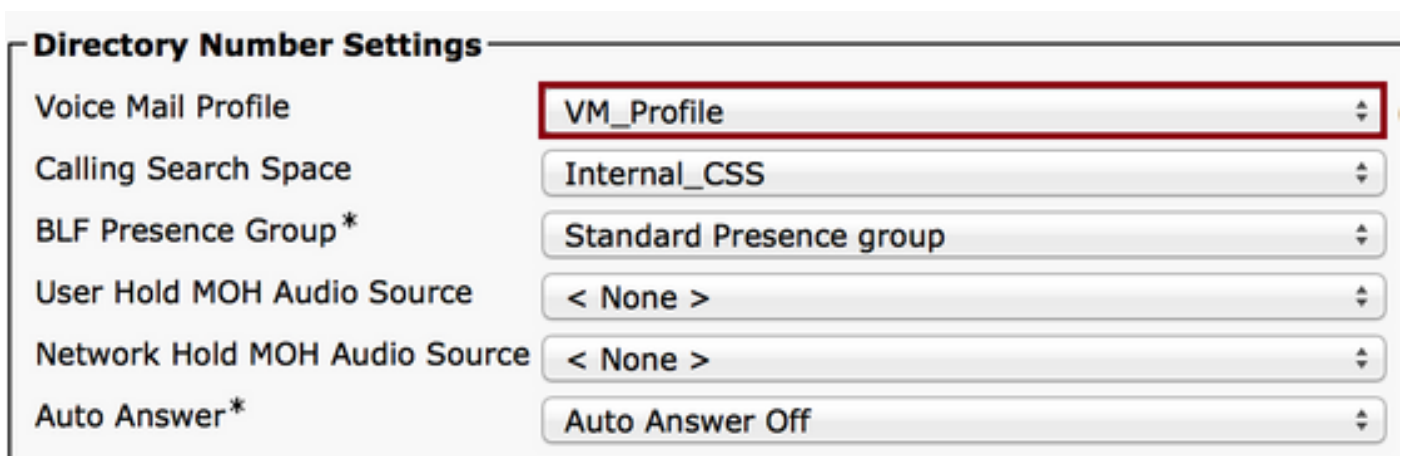 Directory Number Settings
Voice Mail Profile VM_Profile
Calling Search Space Internal_CSS
BLF Presence Group* Standard Presence group
User Hold MOH Audio Source < None >
Network Hold MOH Audio Source < None >
Auto Answer* Auto Answer Off